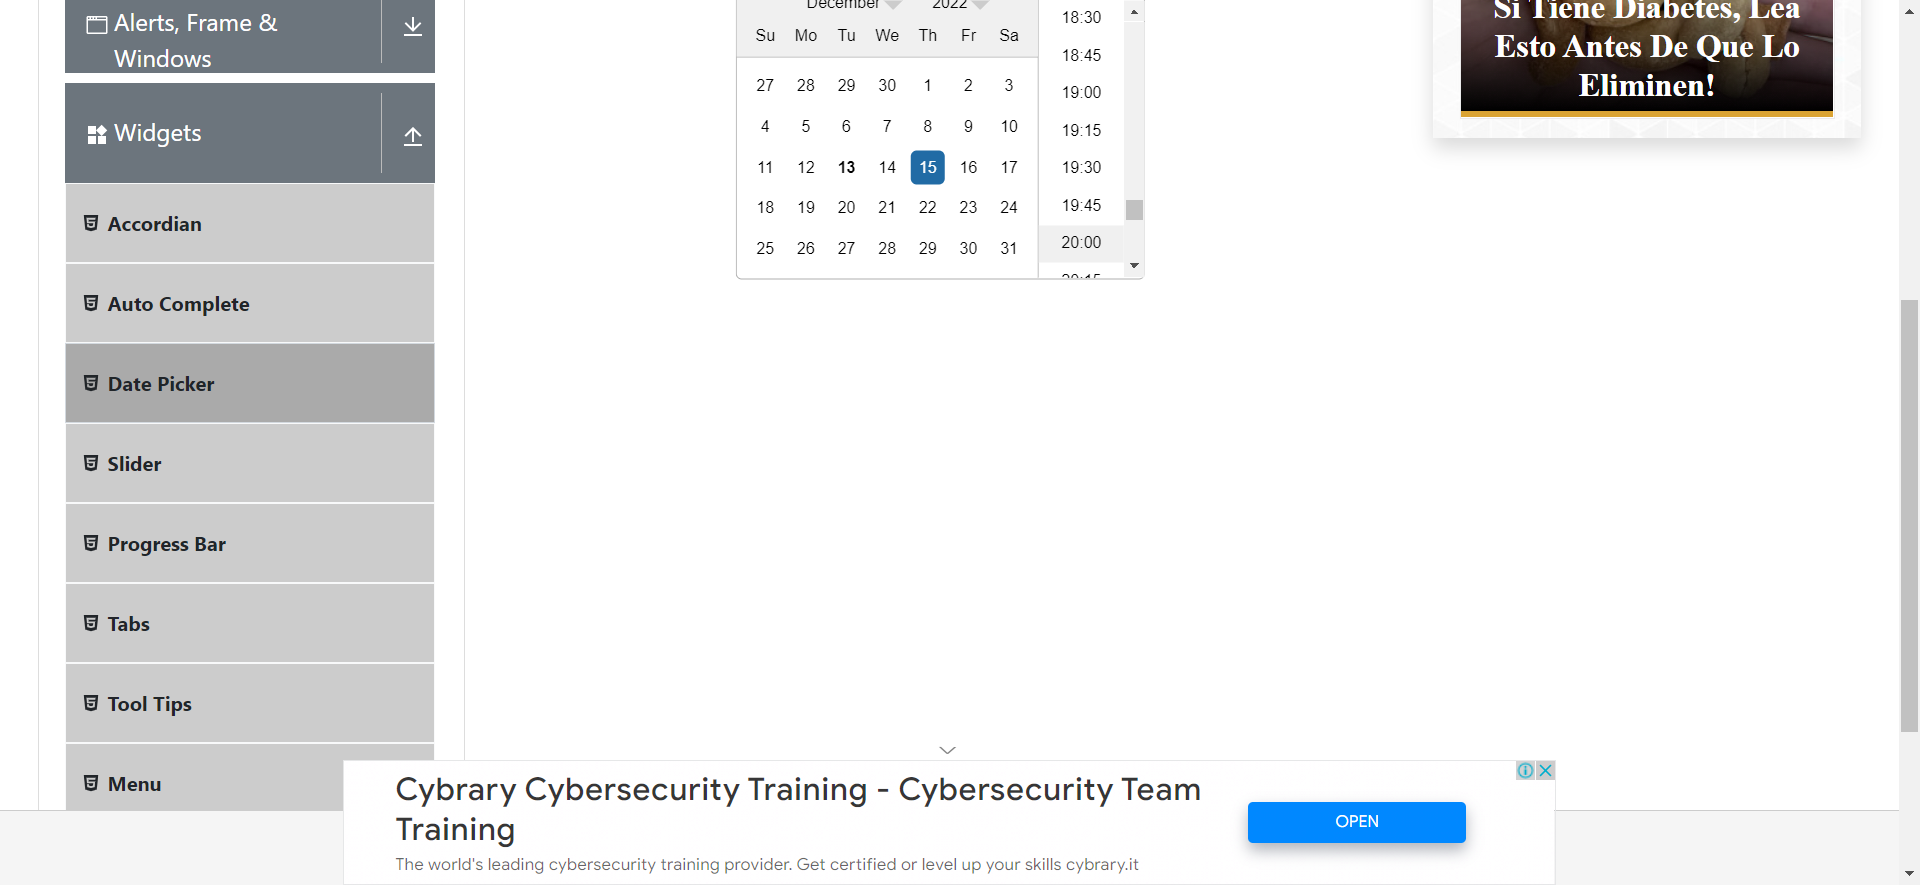 Alerts, Frame &
Windows
Widgets
Accordian
Auto Complete
Date Picker
Slider
Progress Bar
Tabs
Tool Tips
Menu
December 2022
Su Mo Tu We Th Fr Sa
27 28 29 30 1 2 3
4 5 6 7 8 9 10
11 12 13 14 15 16 17
18 19 20 21 22 23 24
25 26 27 28 29 30 31
18:30
18:45
19:00
19:15
19:30
19:45
20:00
20:15
Si Tiene Diabetes, Lea
Esto Antes De Que Lo
Eliminen!
Cybrary Cybersecurity Training - Cybersecurity Team
Training
The world's leading cybersecurity training provider. Get certified or level up your skills cybrary.it
OPEN